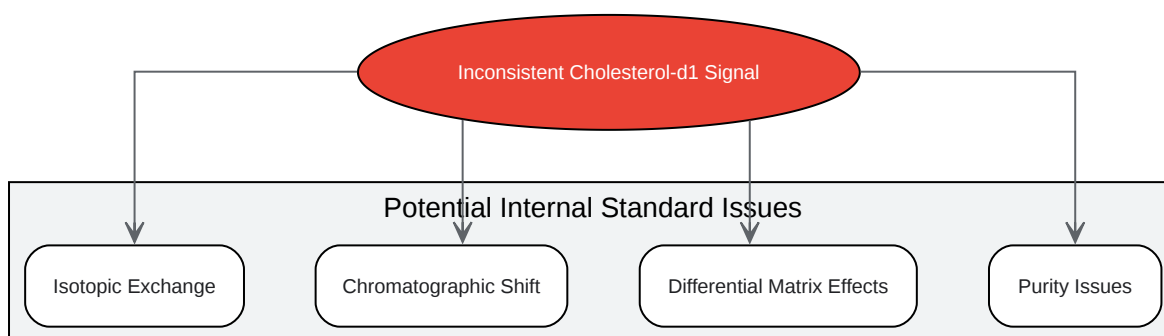 Inconsistent Cholesterol-d1 Signal
Potential Internal Standard Issues
Isotopic Exchange
Chromatographic Shift
Differential Matrix Effects
Purity Issues